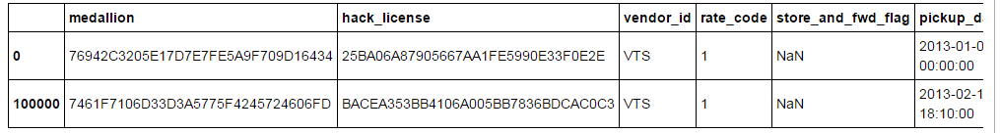 medallion hack_license vendor_id rate_code store_and_fwd_flag
0 76942C3205E17D7E7FE5A9F709D16434 25BA06A87905667AA1FE5990E33F0E2E VTS 1 NaN 2013-01-0
00:00:00
100000 7461F7106D33D3A5775F4245724606FD BACEA353BB4106A005BB7836BDCAC0C3 VTS 1 NaN 2013-02-1
18:10:00